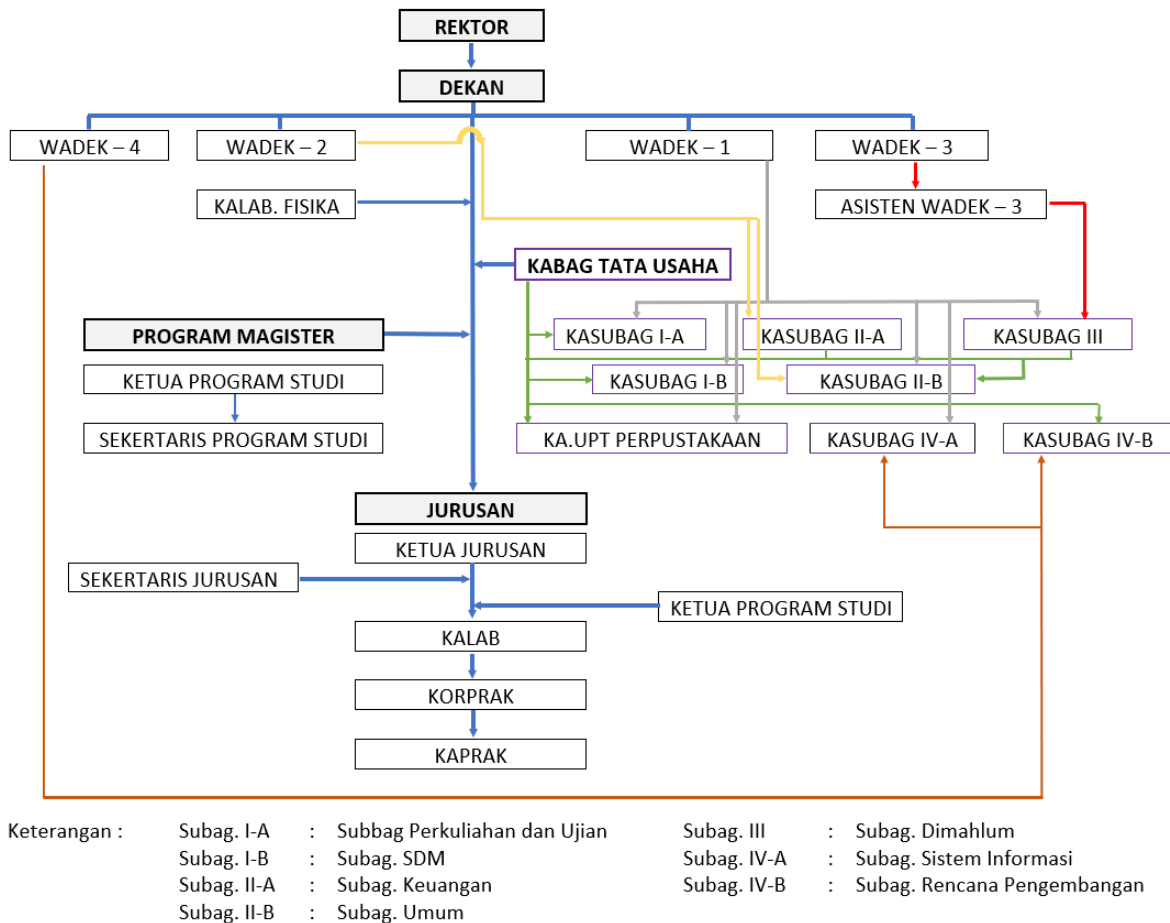 REKTOR
DEKAN
WADEK – 4
WADEK – 2
WADEK – 1
WADEK – 3
KALAB. FISIKA
ASISTEN WADEK – 3
KABAG TATA USAHA
PROGRAM MAGISTER
KASUBAG I-A
KASUBAG II-A
KASUBAG III
KETUA PROGRAM STUDI
KASUBAG I-B
KASUBAG II-B
SEKERTARIS PROGRAM STUDI
KA.UPT PERPUSTAKAAN
KASUBAG IV-A
KASUBAG IV-B
JURUSAN
KETUA JURUSAN
SEKERTARIS JURUSAN
KETUA PROGRAM STUDI
KALAB
KORPRAK
KAPRAK
Keterangan : Subag. I-A : Subbag Perkuliahan dan Ujian
Subag. I-B : Subag. SDM
Subag. II-A : Subag. Keuangan
Subag. II-B : Subag. Umum
Subag. III : Subag. Dimahlum
Subag. IV-A : Subag. Sistem Informasi
Subag. IV-B : Subag. Rencana Pengembangan